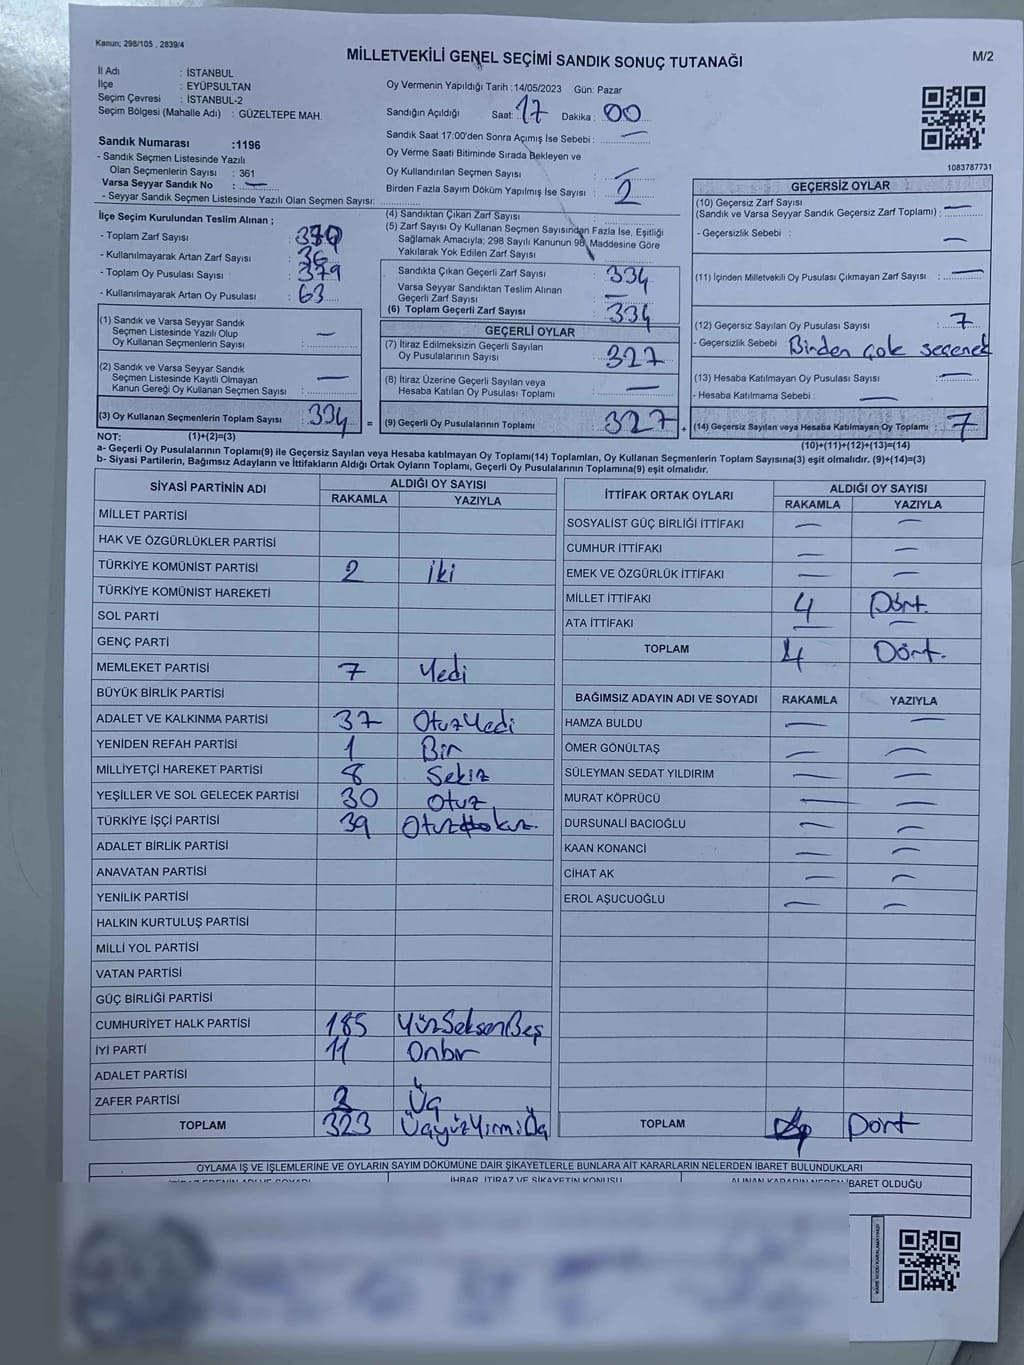 Kanun; 298/105 , 2839/4
MİLLETVEKİLİ GENEL SEÇİMİ SANDIK SONUÇ TUTANAĞI
M/2
İl Adı : İSTANBUL
İlçe : EYÜPSULTAN
Seçim Çevresi : İSTANBUL-2
Seçim Bölgesi (Mahalle Adı) : GÜZELTEPE MAH.
Oy Vermenin Yapıldığı Tarih :14/05/2023 Gün: Pazar
Sandığın Açıldığı Saat: 17 Dakika : 00
Sandık Saat 17:00'den Sonra Açımış İse Sebebi : —
Oy Verme Saati Bitiminde Sırada Bekleyen ve
Oy Kullandırılan Seçmen Sayısı : —
Birden Fazla Sayım Döküm Yapılmış İse Sayısı : 2
1083787731
Sandık Numarası :1196
- Sandık Seçmen Listesinde Yazılı
Olan Seçmenlerin Sayısı : 361
Varsa Seyyar Sandık No : —
- Seyyar Sandık Seçmen Listesinde Yazılı Olan Seçmen Sayısı:
İlçe Seçim Kurulundan Teslim Alınan ;
- Toplam Zarf Sayısı :
- Kullanılmayarak Artan Zarf Sayısı : 36
- Toplam Oy Pusulası Sayısı : 379
- Kullanılmayarak Artan Oy Pusulası : 63
(1) Sandık ve Varsa Seyyar Sandık
Seçmen Listesinde Yazılı Olup
Oy Kullanan Seçmenlerin Sayısı : —
(2) Sandık ve Varsa Seyyar Sandık
Seçmen Listesinde Kayıtlı Olmayan
Kanun Gereği Oy Kullanan Seçmen Sayısı : —
(3) Oy Kullanan Seçmenlerin Toplam Sayısı : 334 =
(4) Sandıktan Çıkan Zarf Sayısı :
(5) Zarf Sayısı Oy Kullanan Seçmen Sayısından Fazla İse, Eşitliği
Sağlamak Amacıyla; 298 Sayılı Kanunun 98. Maddesine Göre
Yakılarak Yok Edilen Zarf Sayısı :
Sandıkta Çıkan Geçerli Zarf Sayısı : 334
Varsa Seyyar Sandıktan Teslim Alınan
Geçerli Zarf Sayısı : —
(6) Toplam Geçerli Zarf Sayısı : 334
GEÇERLİ OYLAR
(7) İtiraz Edilmeksizin Geçerli Sayılan
Oy Pusulalarının Sayısı : 327
(8) İtiraz Üzerine Geçerli Sayılan veya
Hesaba Katılan Oy Pusulası Toplamı : —
(9) Geçerli Oy Pusulalarının Toplamı : 327 +
GEÇERSİZ OYLAR
(10) Geçersiz Zarf Sayısı
(Sandık ve Varsa Seyyar Sandık Geçersiz Zarf Toplamı) : —
- Geçersizlik Sebebi : —
(11) İçinden Milletvekili Oy Pusulası Çıkmayan Zarf Sayısı : —
(12) Geçersiz Sayılan Oy Pusulası Sayısı : 7
- Geçersizlik Sebebi : Birden çok seçenek
(13) Hesaba Katılmayan Oy Pusulası Sayısı : —
- Hesaba Katılmama Sebebi : —
(14) Geçersiz Sayılan veya Hesaba Katılmayan Oy Toplamı : 7
NOT: (1)+(2)=(3)
(10)+(11)+(12)+(13)=(14)
a- Geçerli Oy Pusulalarının Toplamı(9) ile Geçersiz Sayılan veya Hesaba katılmayan Oy Toplamı(14) Toplamları, Oy Kullanan Seçmenlerin Toplam Sayısına(3) eşit olmalıdır. (9)+(14)=(3)
b- Siyasi Partilerin, Bağımsız Adayların ve İttifakların Aldığı Ortak Oyların Toplamı, Geçerli Oy Pusulalarının Toplamına(9) eşit olmalıdır.
SİYASİ PARTİNİN ADI ALDIĞI OY SAYISI
RAKAMLA YAZIYLA
MİLLET PARTİSİ
HAK VE ÖZGÜRLÜKLER PARTİSİ
TÜRKİYE KOMÜNİST PARTİSİ 2 iki
TÜRKİYE KOMÜNİST HAREKETİ
SOL PARTİ
GENÇ PARTİ
MEMLEKET PARTİSİ 7 Yedi
BÜYÜK BİRLİK PARTİSİ
ADALET VE KALKINMA PARTİSİ 37 OtuzYedi
YENİDEN REFAH PARTİSİ 1 Bir
MİLLİYETÇİ HAREKET PARTİSİ 8 Sekiz
YEŞİLLER VE SOL GELECEK PARTİSİ 30 Otuz
TÜRKİYE İŞÇİ PARTİSİ 39 Otuzdokuz.
ADALET BİRLİK PARTİSİ
ANAVATAN PARTİSİ
YENİLİK PARTİSİ
HALKIN KURTULUŞ PARTİSİ
MİLLİ YOL PARTİSİ
VATAN PARTİSİ
GÜÇ BİRLİĞİ PARTİSİ
CUMHURİYET HALK PARTİSİ 185 YüzSeksenBeş
İYİ PARTİ 11 Onbir
ADALET PARTİSİ
ZAFER PARTİSİ 3 Üç
TOPLAM 323 ÜçyüzYirmiÜç
İTTİFAK ORTAK OYLARI ALDIĞI OY SAYISI
RAKAMLA YAZIYLA
SOSYALİST GÜÇ BİRLİĞİ İTTİFAKI — —
CUMHUR İTTİFAKI — —
EMEK VE ÖZGÜRLÜK İTTİFAKI — —
MİLLET İTTİFAKI 4 Dört.
ATA İTTİFAKI — —
TOPLAM 4 Dört.
BAĞIMSIZ ADAYIN ADI VE SOYADI RAKAMLA YAZIYLA
HAMZA BULDU — —
ÖMER GÖNÜLTAŞ — —
SÜLEYMAN SEDAT YILDIRIM — —
MURAT KÖPRÜCÜ — —
DURSUNALİ BACIOĞLU — —
KAAN KONANCİ — —
CİHAT AK — —
EROL AŞUCUOĞLU — —
TOPLAM 4 Dört
OYLAMA İŞ VE İŞLEMLERİNE VE OYLARIN SAYIM DÖKÜMÜNE DAİR ŞİKAYETLERLE BUNLARA AİT KARARLARIN NELERDEN İBARET BULUNDUKLARI
İHBAR, İTİRAZ VE ŞİKAYETİN KONUSU
İBARET OLDUĞU